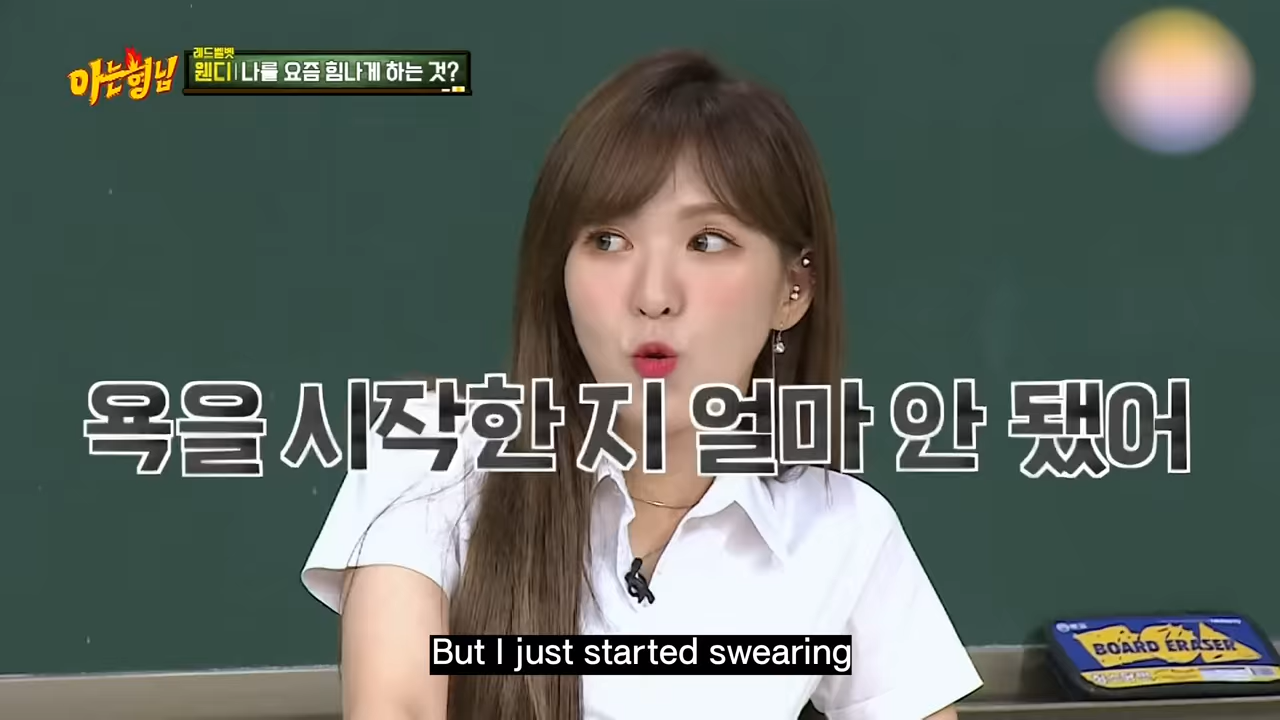 아는형님
레드벨벳
웬디 나를 요즘 힘나게 하는 것?
욕을 시작한 지 얼마 안 됐어
BOARD ERASER
But I just started swearing